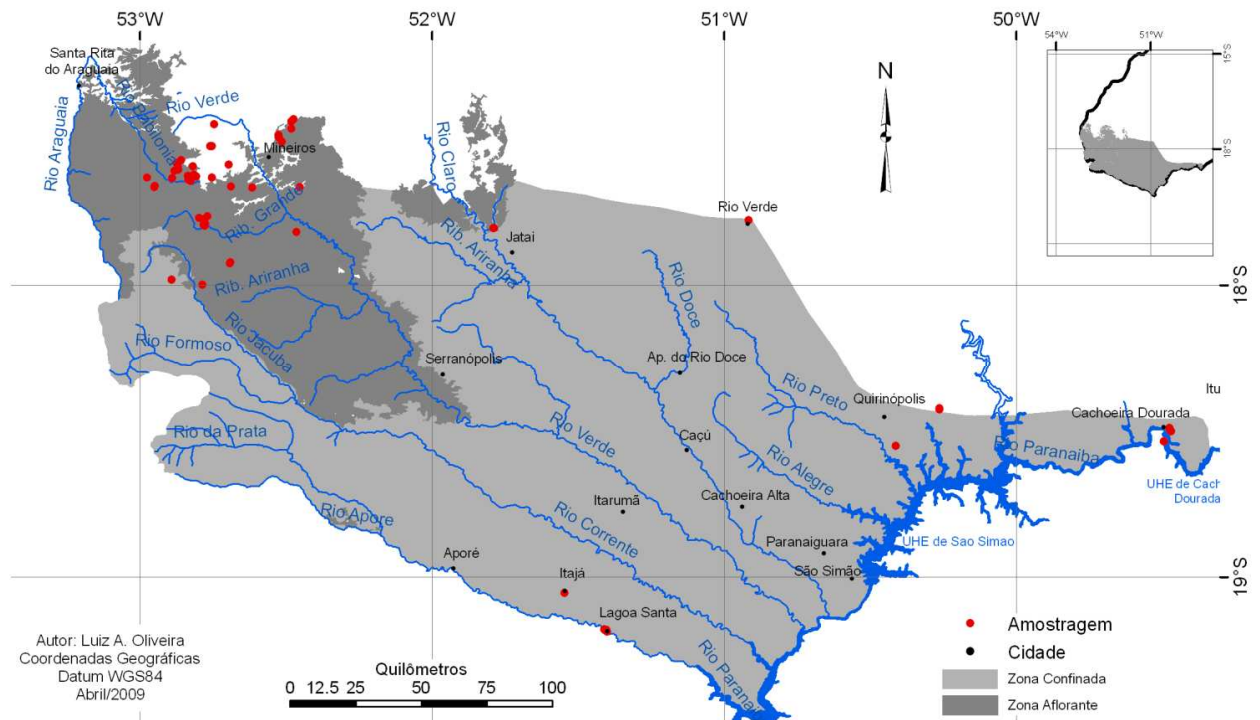 53°W
52°W
51°W
50°W
54°W
51°W
15°S
18°S
Santa Rita
do Araguaia
Rio Verde
Rio Babilonia
Rio Araguaia
Mineiros
Rio Claro
N
Rib. Grande
Rio Verde
Jataí
Rib. Ariranha
Rib. Ariranha
Rio Doce
18°S
Rio Jacuba
Rio Formoso
Serranópolis
Ap. do Rio Doce
Rio Preto
Quirinópolis
Itu
Cachoeira Dourada
Rio da Prata
Rio Verde
Caçú
Rio Alegre
Rio Paranaiba
UHE de Cach
Dourada
Itarumã
Cachoeira Alta
Rio Apore
Rio Corrente
UHE de Sao Simao
Paranaiguara
Aporé
São Simão
19°S
Itajá
Lagoa Santa
Rio Paranai
Autor: Luiz A. Oliveira
Coordenadas Geográficas
Datum WGS84
Abril/2009
Quilômetros
0 12.5 25 50 75 100
Amostragem
Cidade
Zona Confinada
Zona Aflorante